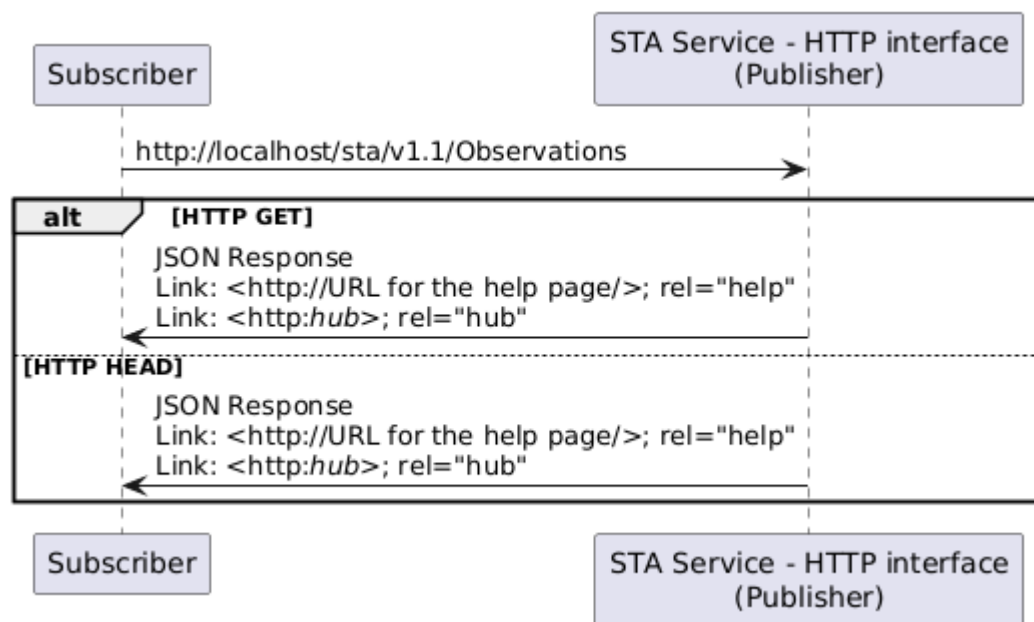 Subscriber
STA Service - HTTP interface
(Publisher)
http://localhost/sta/v1.1/Observations
alt [HTTP GET]
JSON Response
Link: <http://URL for the help page/>; rel="help"
Link: <http:hub>; rel="hub"
[HTTP HEAD]
JSON Response
Link: <http://URL for the help page/>; rel="help"
Link: <http:hub>; rel="hub"
Subscriber
STA Service - HTTP interface
(Publisher)